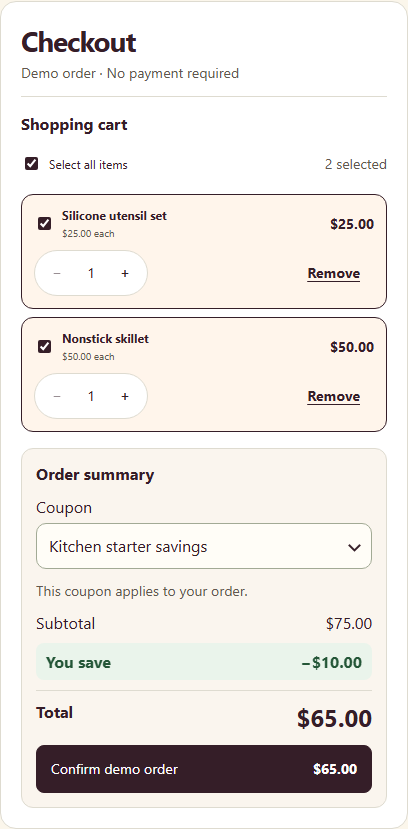 Checkout
Demo order · No payment required
Shopping cart
Select all items 2 selected
Silicone utensil set $25.00
$25.00 each
− 1 + Remove
Nonstick skillet $50.00
$50.00 each
− 1 + Remove
Order summary
Coupon
Kitchen starter savings
This coupon applies to your order.
Subtotal $75.00
You save −$10.00
Total $65.00
Confirm demo order $65.00